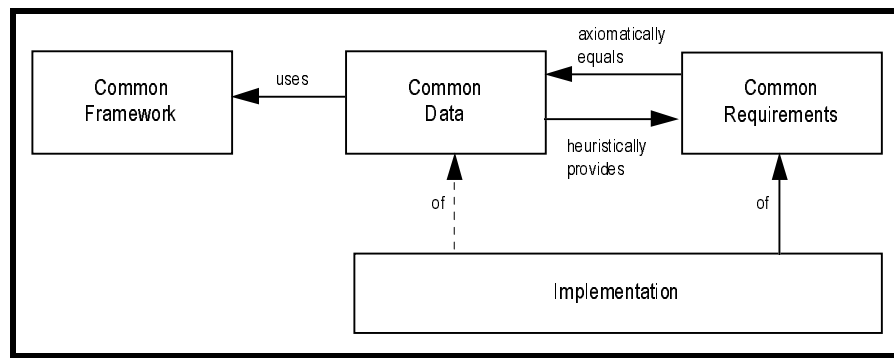 axiomatically
equals
Common
Framework
uses
Common
Data
Common
Requirements
heuristically
provides
of
of
Implementation